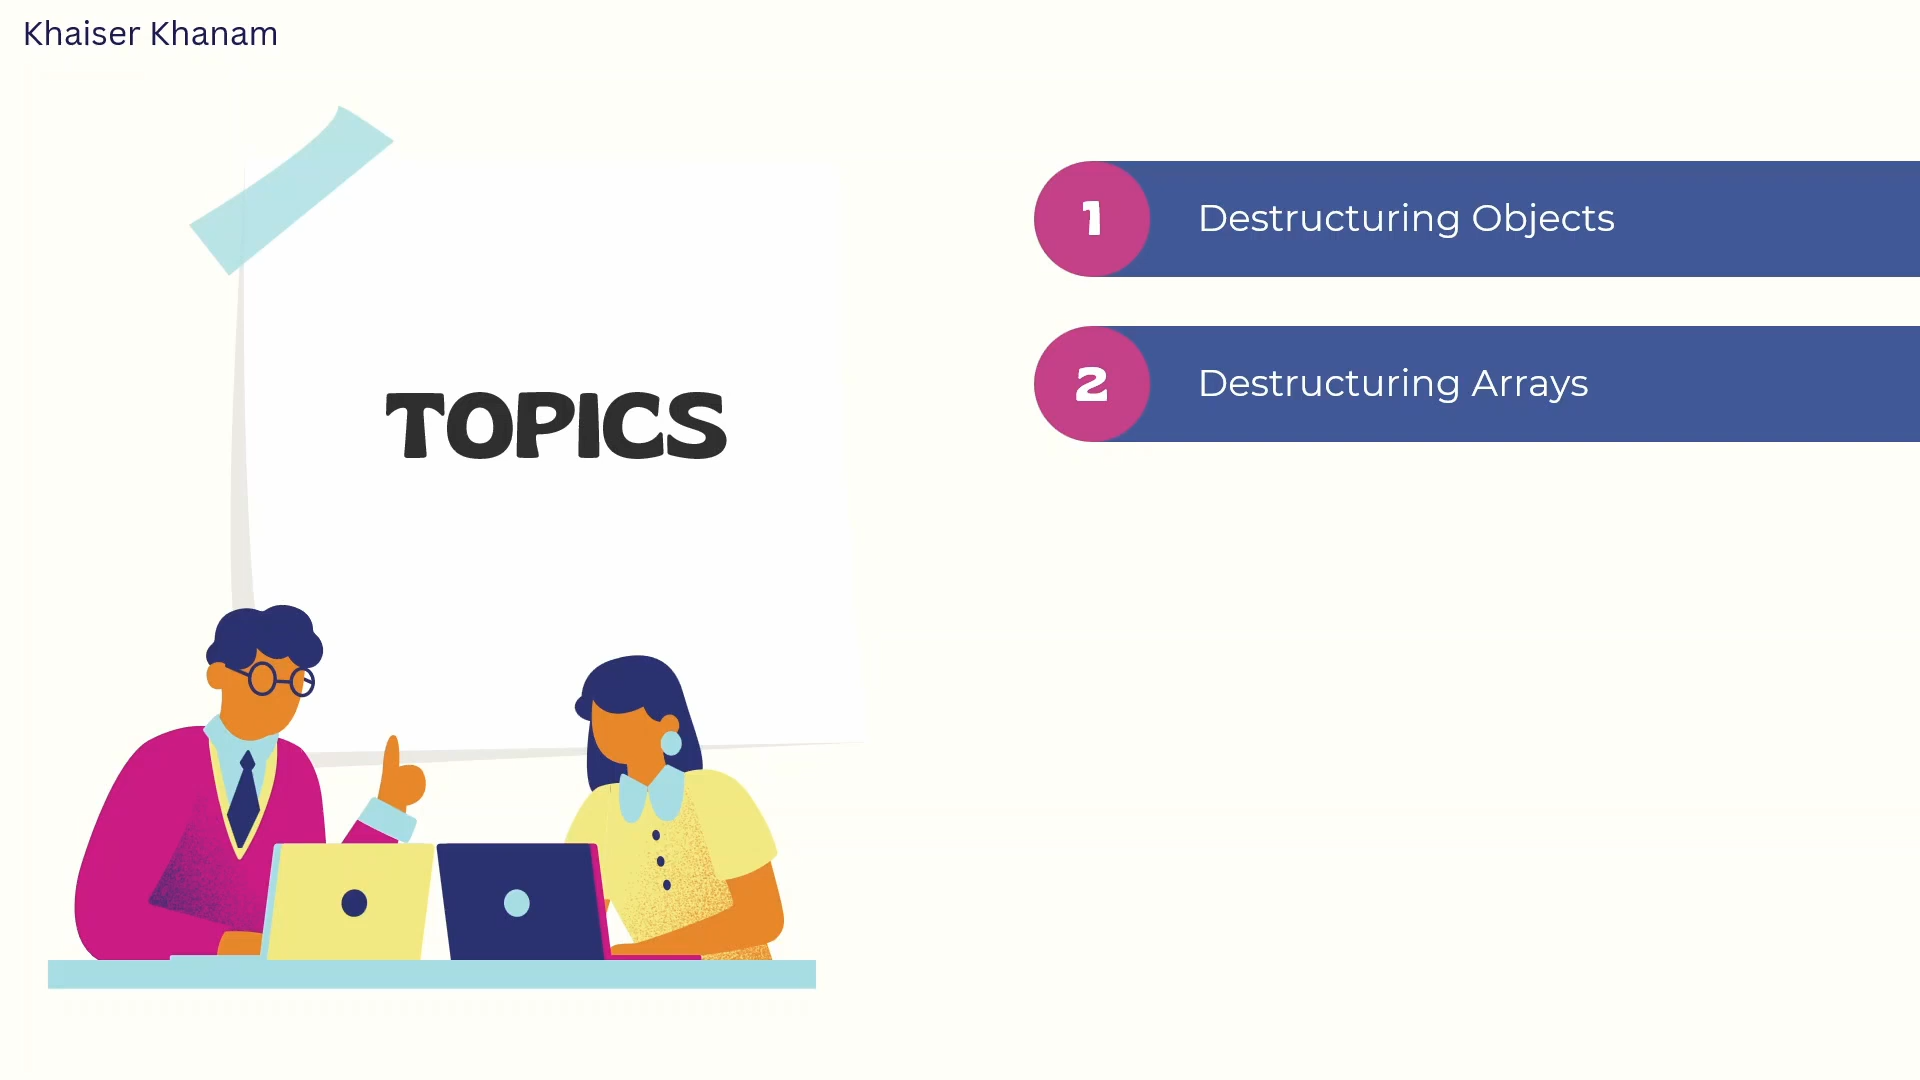 Khaiser Khanam
TOPICS
1
Destructuring Objects
2
Destructuring Arrays